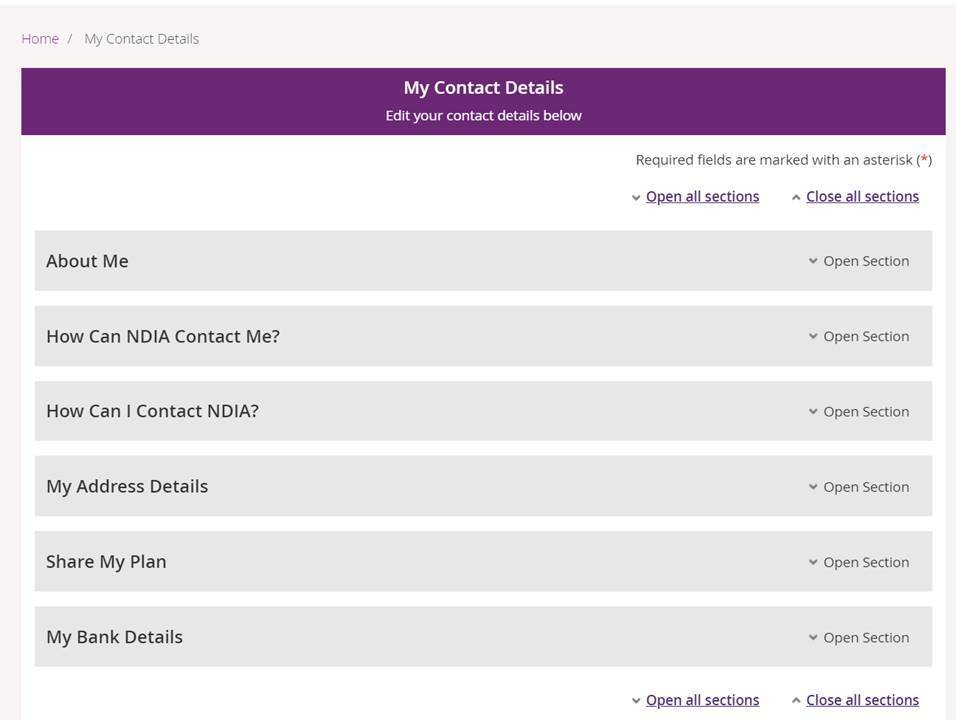 Home / My Contact Details
My Contact Details
Edit your contact details below
Required fields are marked with an asterisk (*)
Open all sections Close all sections
About Me Open Section
How Can NDIA Contact Me? Open Section
How Can I Contact NDIA? Open Section
My Address Details Open Section
Share My Plan Open Section
My Bank Details Open Section
Open all sections Close all sections